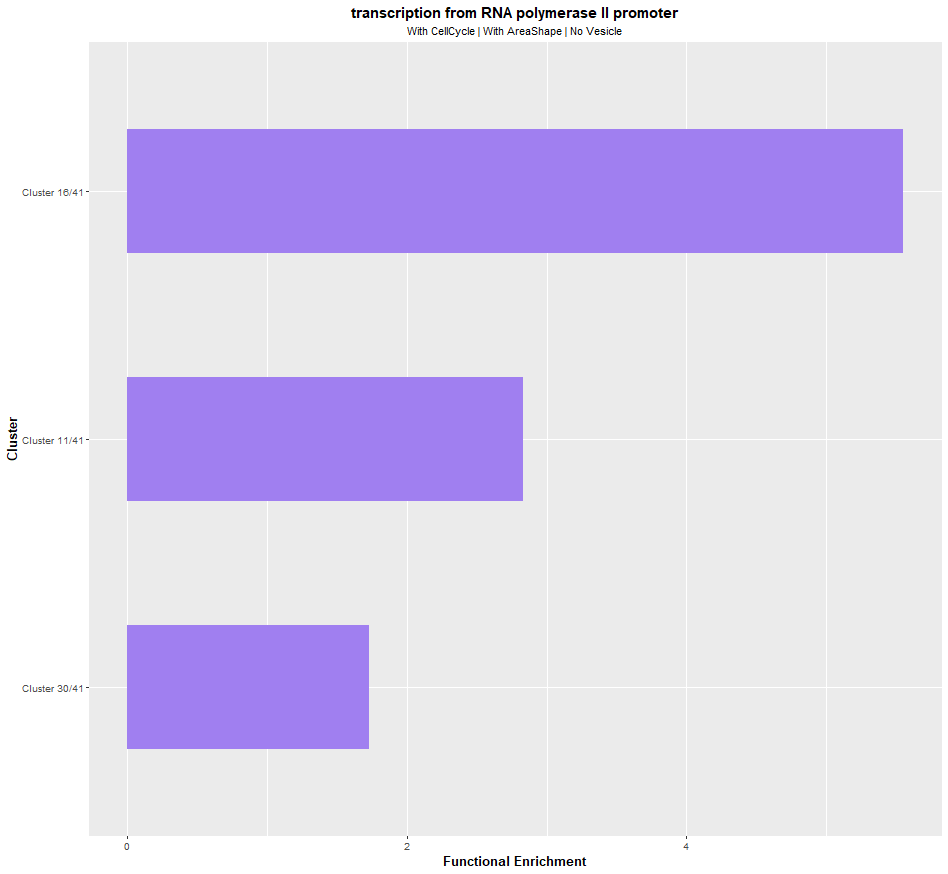 transcription from RNA polymerase II promoter
With CellCycle | With AreaShape | No Vesicle
Cluster
Cluster 16/41
Cluster 11/41
Cluster 30/41
0 2 4
Functional Enrichment